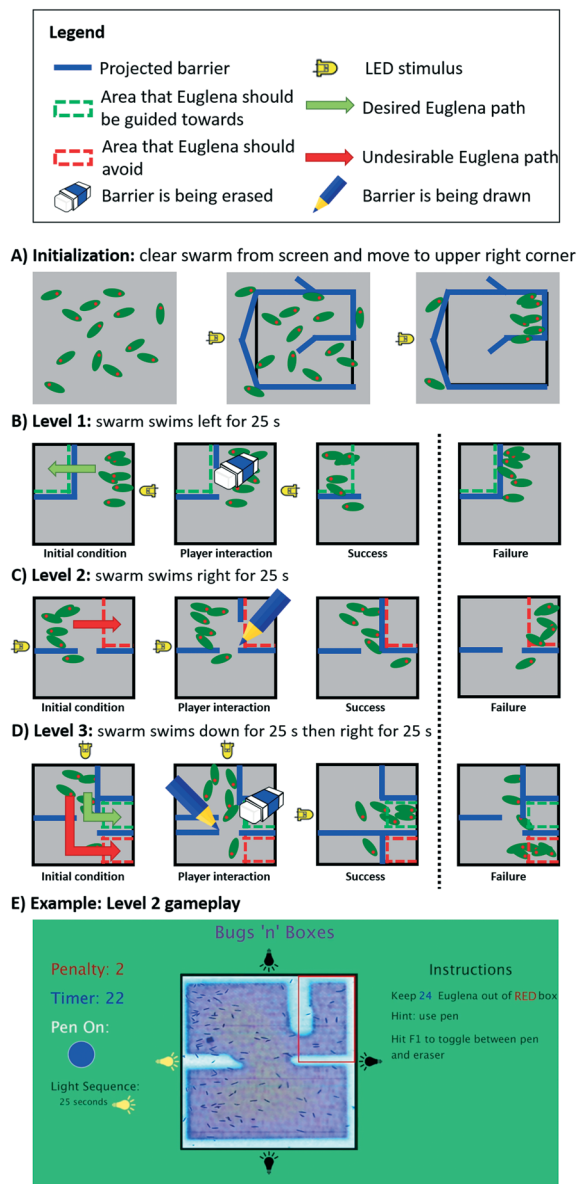 Legend
Projected barrier
LED stimulus
Area that Euglena should
be guided towards
Desired Euglena path
Area that Euglena should
avoid
Undesirable Euglena path
Barrier is being erased
Barrier is being drawn
A) Initialization: clear swarm from screen and move to upper right corner
B) Level 1: swarm swims left for 25 s
Initial condition
Player interaction
Success
Failure
C) Level 2: swarm swims right for 25 s
Initial condition
Player interaction
Success
Failure
D) Level 3: swarm swims down for 25 s then right for 25 s
Initial condition
Player interaction
Success
Failure
E) Example: Level 2 gameplay
Bugs 'n' Boxes
Penalty: 2
Timer: 22
Pen On:
Light Sequence:
25 seconds
Instructions
Keep 24 Euglena out of RED box
Hint: use pen
Hit F1 to toggle between pen
and eraser